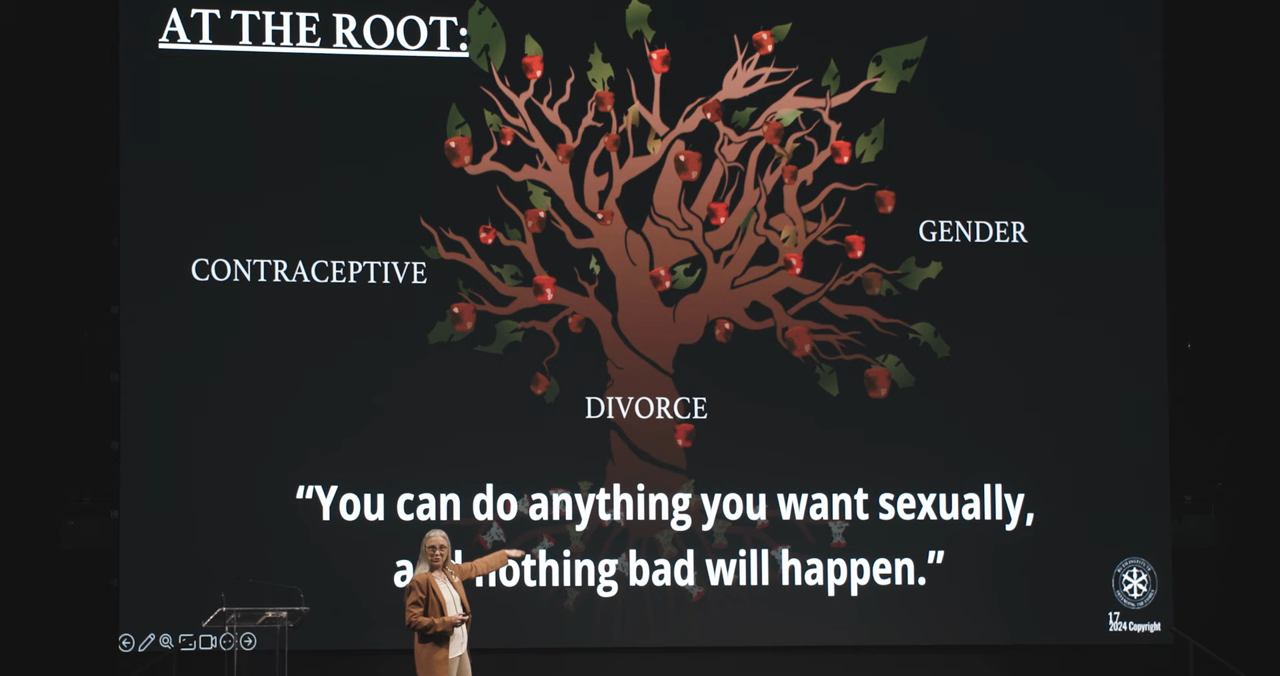 AT THE ROOT:
GENDER
CONTRACEPTIVE
DIVORCE
“You can do anything you want sexually,
nothing bad will happen.”
17
2024 Copyright